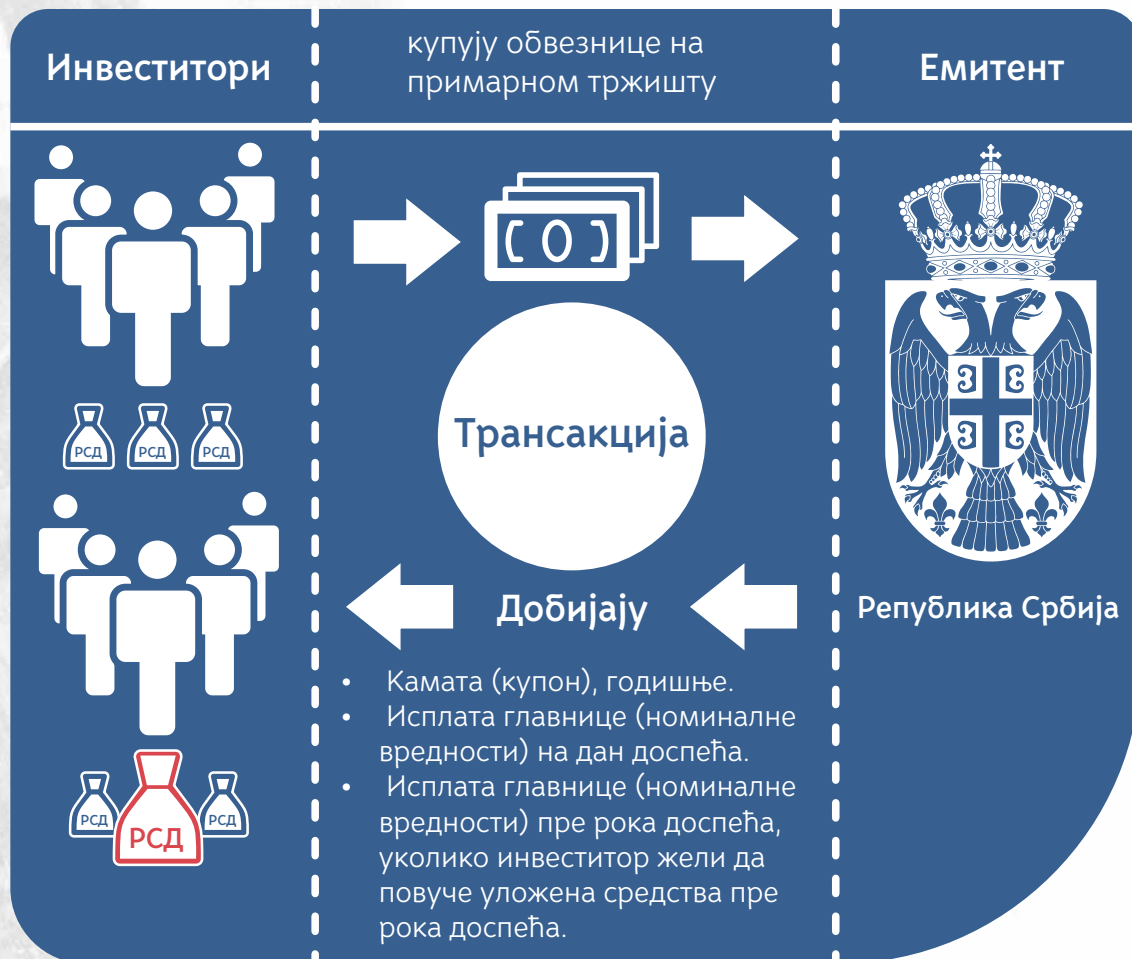 Инвеститори
купују обвезнице на
примарном тржишту
Емитент
РСД РСД РСД
Трансакција
Добијају
Република Србија
• Камата (купон), годишње.
• Исплата главнице (номиналне
вредности) на дан доспећа.
• Исплата главнице (номиналне
вредности) пре рока доспећа,
уколико инвеститор жели да
повуче уложена средства пре
рока доспећа.
РСД РСД РСД